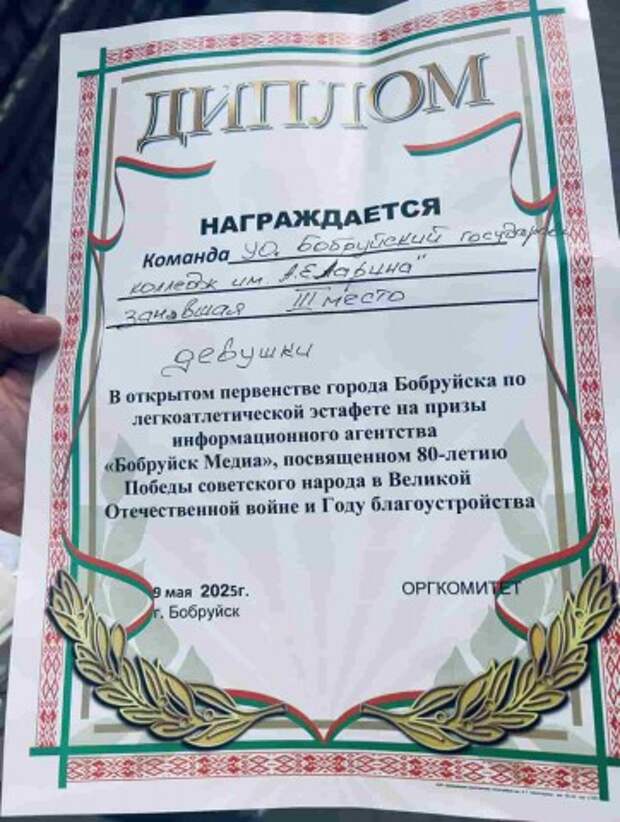 ДИПЛОМ
НАГРАЖДАЕТСЯ
Команда УО. Бобруйский государств
колледж им. А.Е.Ларина"
занявшая III место
девушки
В открытом первенстве города Бобруйска по
легкоатлетической эстафете на призы
информационного агентства
«Бобруйск Медиа», посвященном 80-летию
Победы советского народа в Великой
Отечественной войне и Году благоустройства
9 мая 2025г.
ОРГКОМИТЕТ
г. Бобруйск